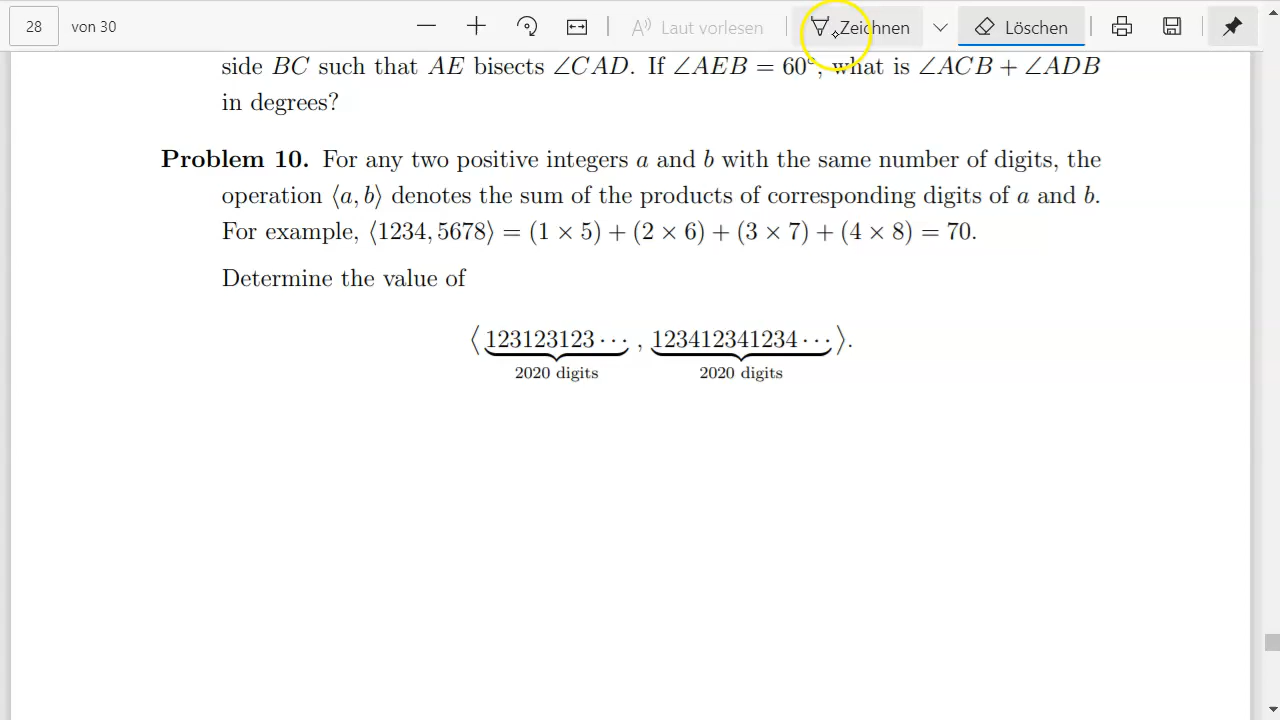 28 von 30 Laut vorlesen Zeichnen Löschen
side BC such that AE bisects ∠CAD. If ∠AEB = 60°, what is ∠ACB + ∠ADB
in degrees?
Problem 10. For any two positive integers a and b with the same number of digits, the
operation ⟨a, b⟩ denotes the sum of the products of corresponding digits of a and b.
For example, ⟨1234, 5678⟩ = (1 × 5) + (2 × 6) + (3 × 7) + (4 × 8) = 70.
Determine the value of
⟨123123123 ··· , 123412341234 ···⟩.
2020 digits 2020 digits